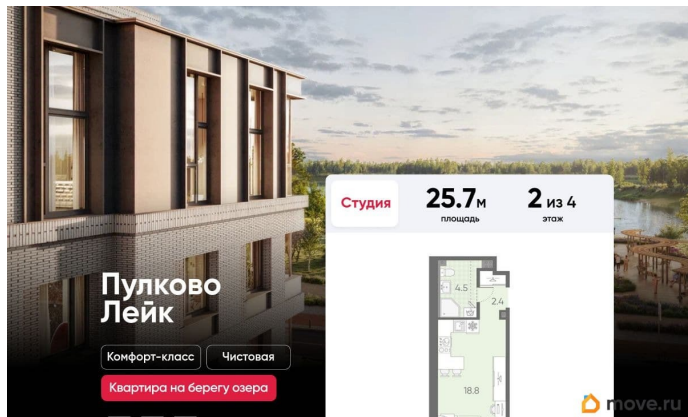 Студия
25.7м
площадь
2 из 4
этаж
4.5
2.4
18.8
Пулково
Лейк
Комфорт-класс
Чистовая
Квартира на берегу озера
move.ru